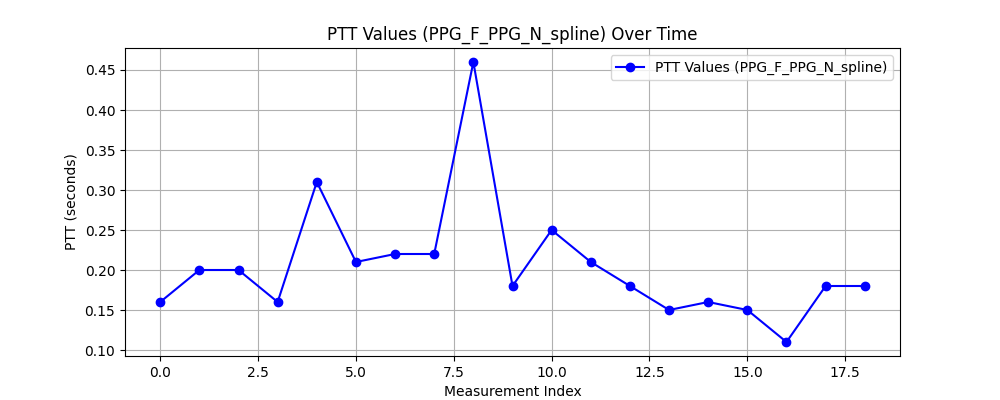 PTT Values (PPG_F_PPG_N_spline) Over Time
PTT Values (PPG_F_PPG_N_spline)
PTT (seconds)
0.45
0.40
0.35
0.30
0.25
0.20
0.15
0.10
0.0 2.5 5.0 7.5 10.0 12.5 15.0 17.5
Measurement Index